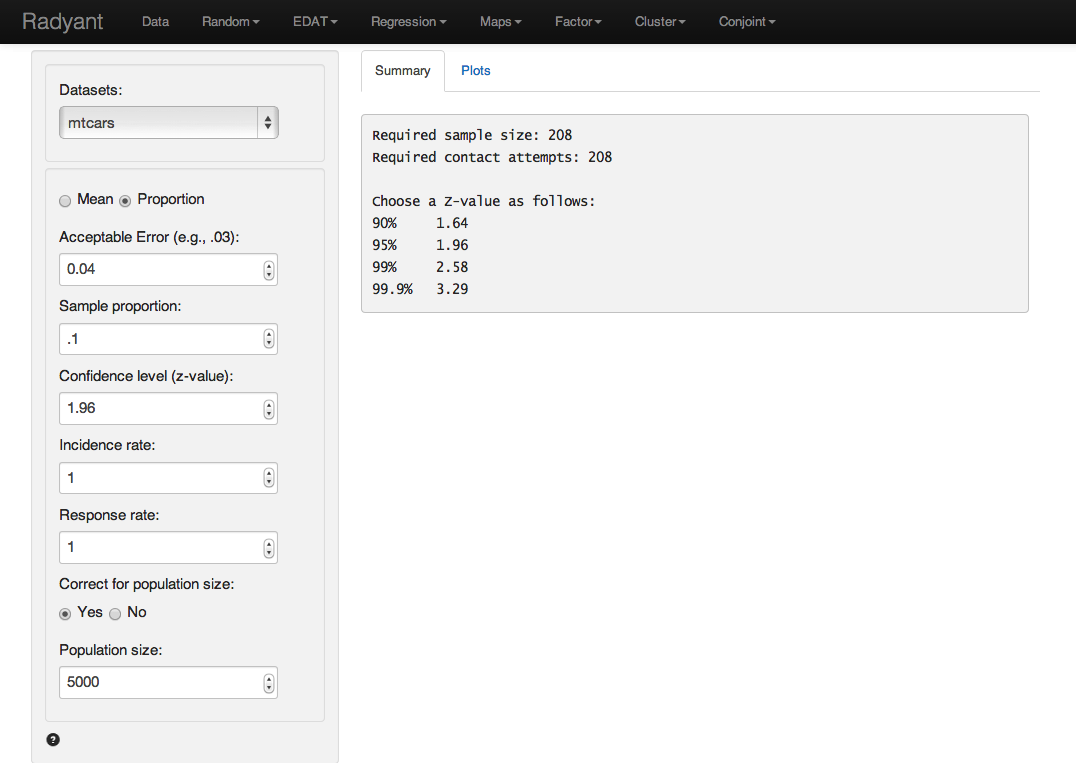 Radyant Data Random EDAT Regression Maps Factor Cluster Conjoint
Datasets:
mtcars
Mean Proportion
Acceptable Error (e.g., .03):
0.04
Sample proportion:
.1
Confidence level (z-value):
1.96
Incidence rate:
1
Response rate:
1
Correct for population size:
Yes No
Population size:
5000
?
Summary Plots
Required sample size: 208
Required contact attempts: 208
Choose a Z-value as follows:
90% 1.64
95% 1.96
99% 2.58
99.9% 3.29